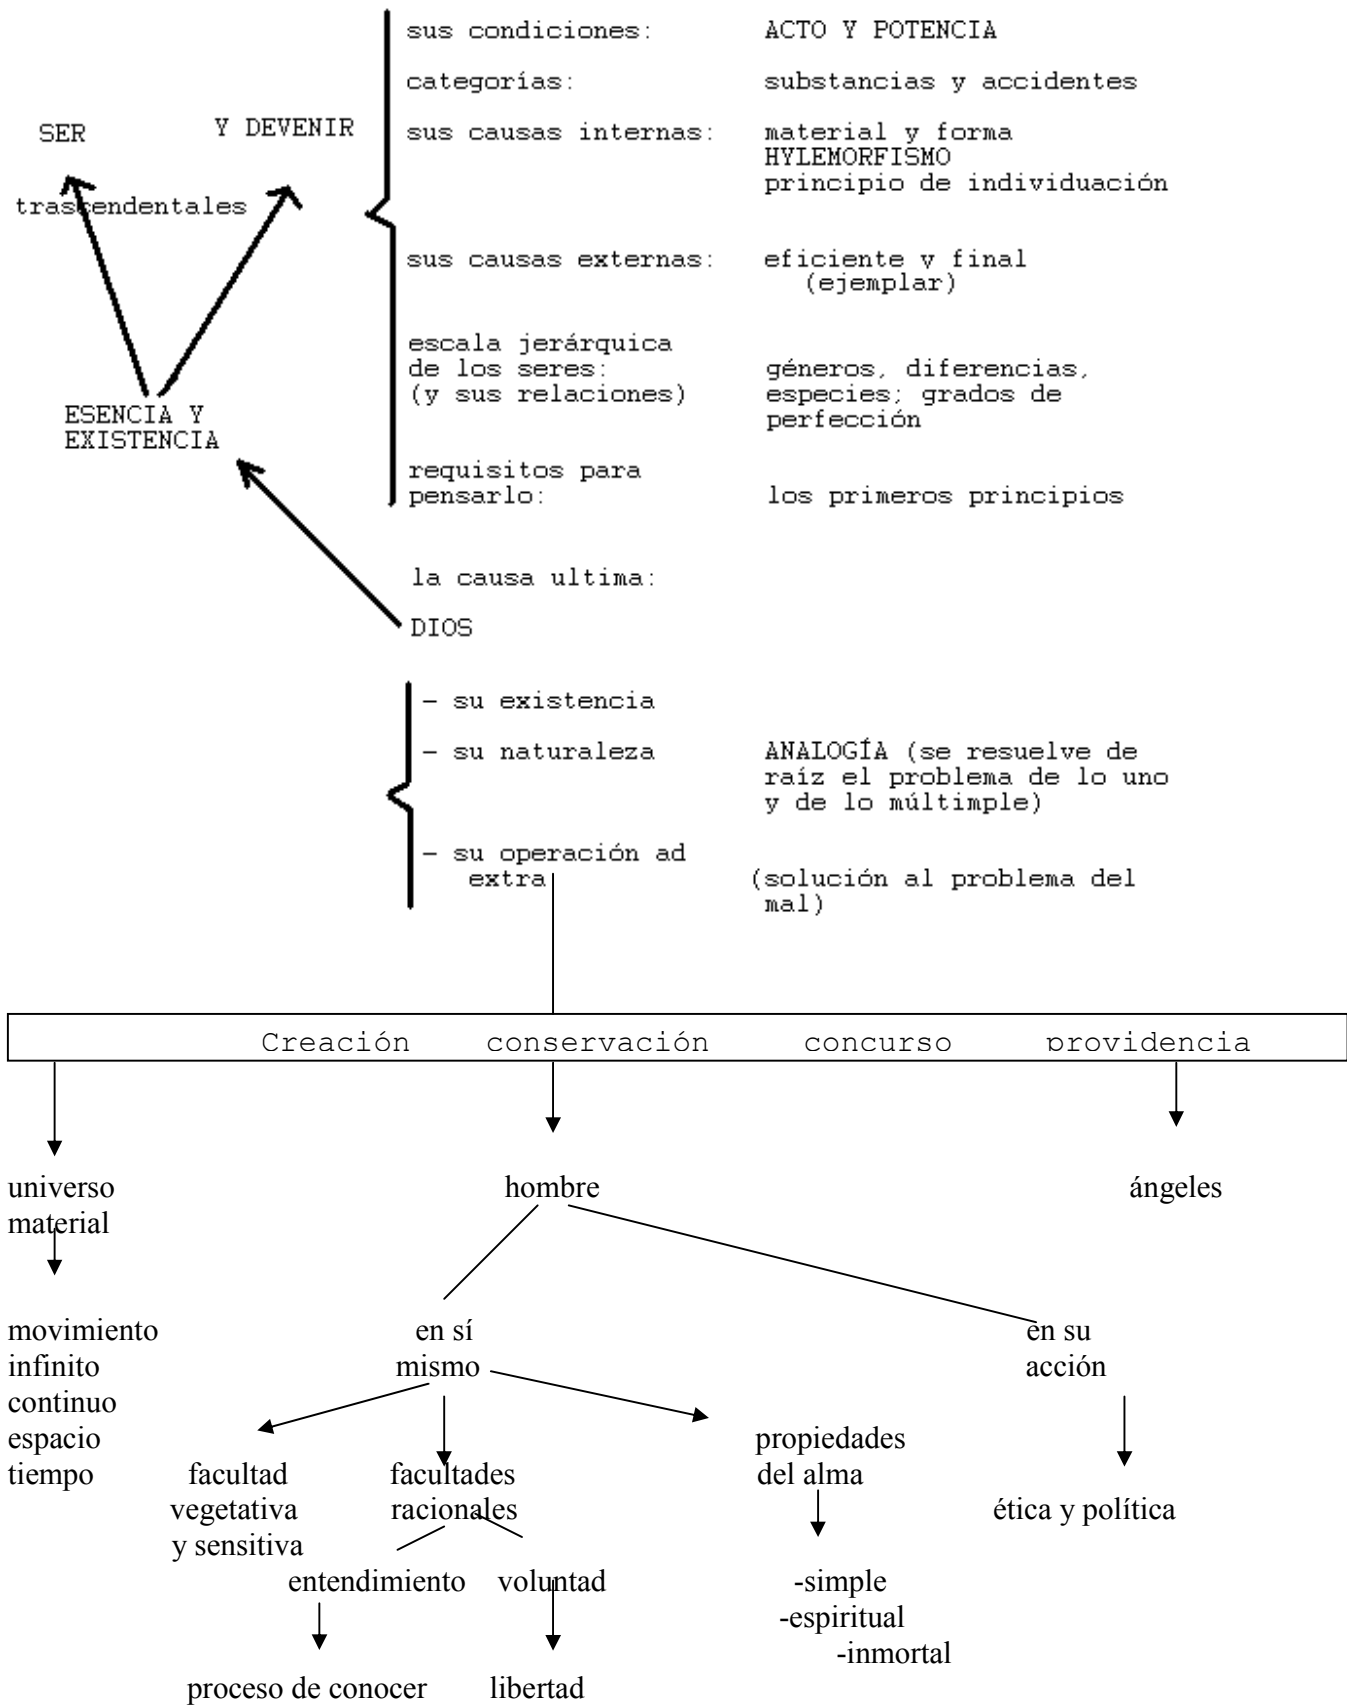 sus condiciones: ACTO Y POTENCIA
categorías: substancias y accidentes
SER Y DEVENIR sus causas internas: material y forma
HYLEMORFISMO
principio de individuación
trascendentales
sus causas externas: eficiente y final
(ejemplar)
escala jerárquica
de los seres: géneros, diferencias,
(y sus relaciones) especies; grados de
perfección
ESENCIA Y
EXISTENCIA
requisitos para
pensarlo: los primeros principios
la causa ultima:
DIOS
- su existencia
- su naturaleza ANALOGÍA (se resuelve de
raíz el problema de lo uno
y de lo múltimple)
- su operación ad
extra (solución al problema del
mal)
Creación conservación concurso providencia
universo hombre ángeles
material
movimiento en sí en su
infinito mismo acción
continuo
espacio propiedades
tiempo facultad facultades del alma
vegetativa racionales ética y política
y sensitiva
entendimiento voluntad -simple
-espiritual
-inmortal
proceso de conocer libertad